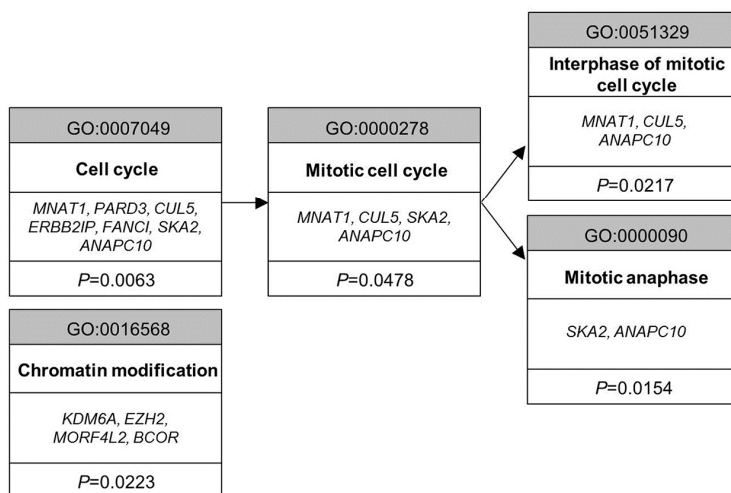 GO:0007049
Cell cycle
MNAT1, PARD3, CUL5,
ERBB2IP, FANCI, SKA2,
ANAPC10
P=0.0063
GO:0000278
Mitotic cell cycle
MNAT1, CUL5, SKA2,
ANAPC10
P=0.0478
GO:0051329
Interphase of mitotic
cell cycle
MNAT1, CUL5,
ANAPC10
P=0.0217
GO:0000090
Mitotic anaphase
SKA2, ANAPC10
P=0.0154
GO:0016568
Chromatin modification
KDM6A, EZH2,
MORF4L2, BCOR
P=0.0223